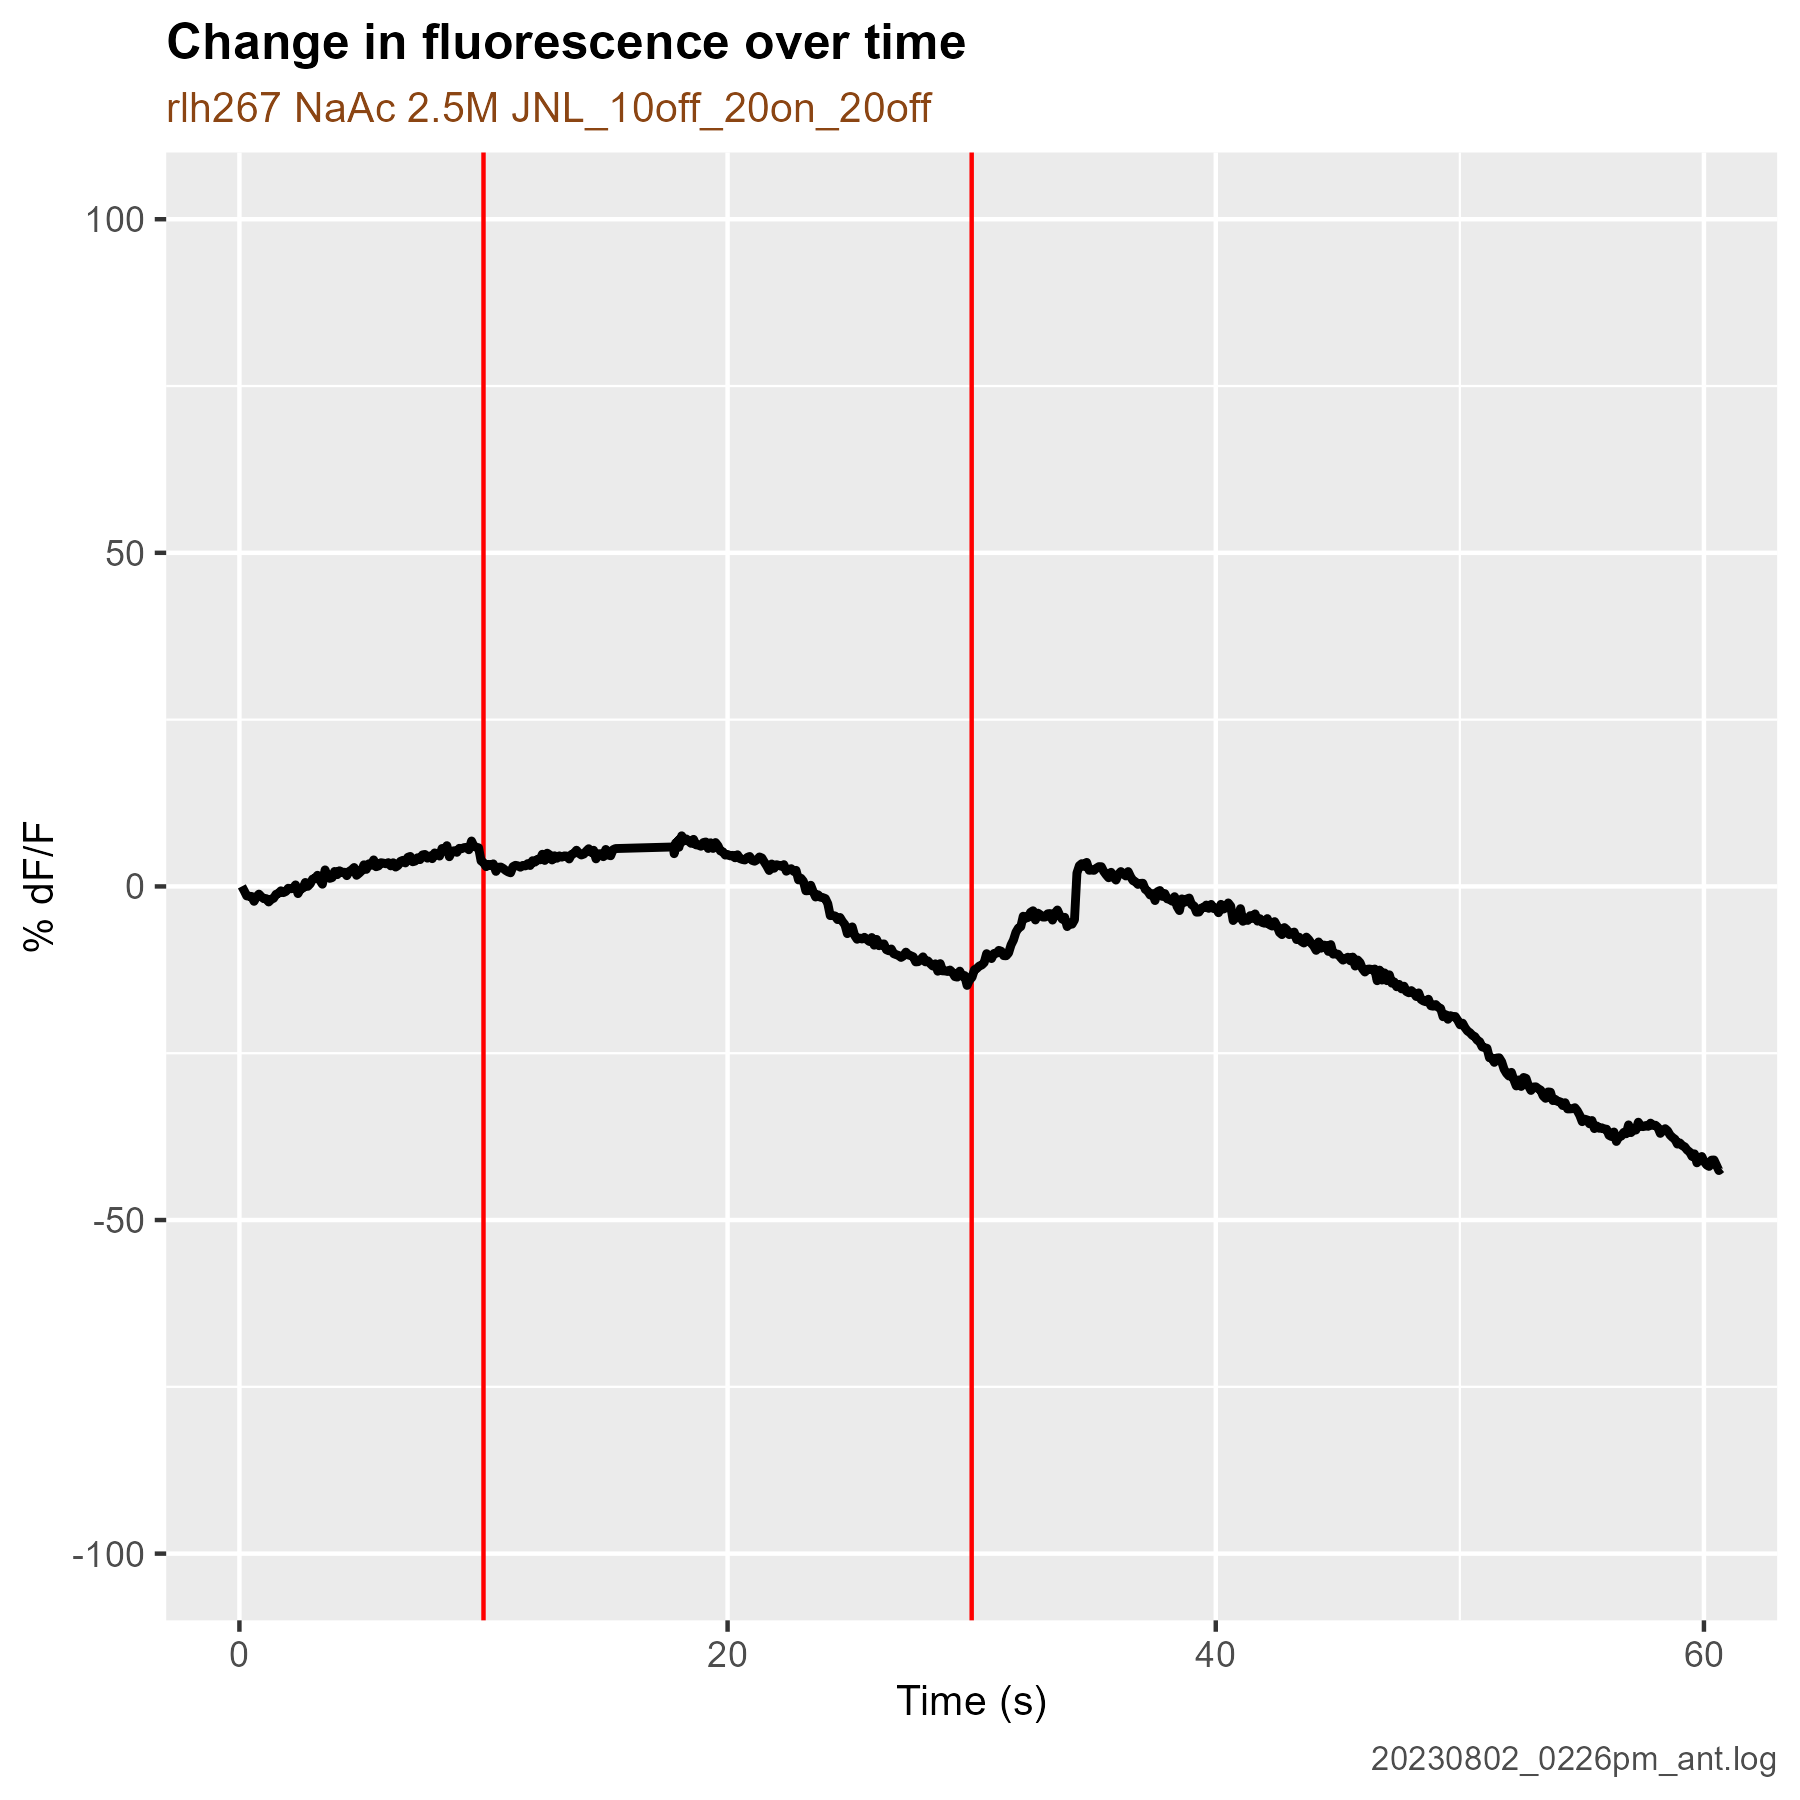 Change in fluorescence over time
rlh267 NaAc 2.5M JNL_10off_20on_20off
% dF/F
100
50
0
-50
-100
0 20 40 60
Time (s)
20230802_0226pm_ant.log